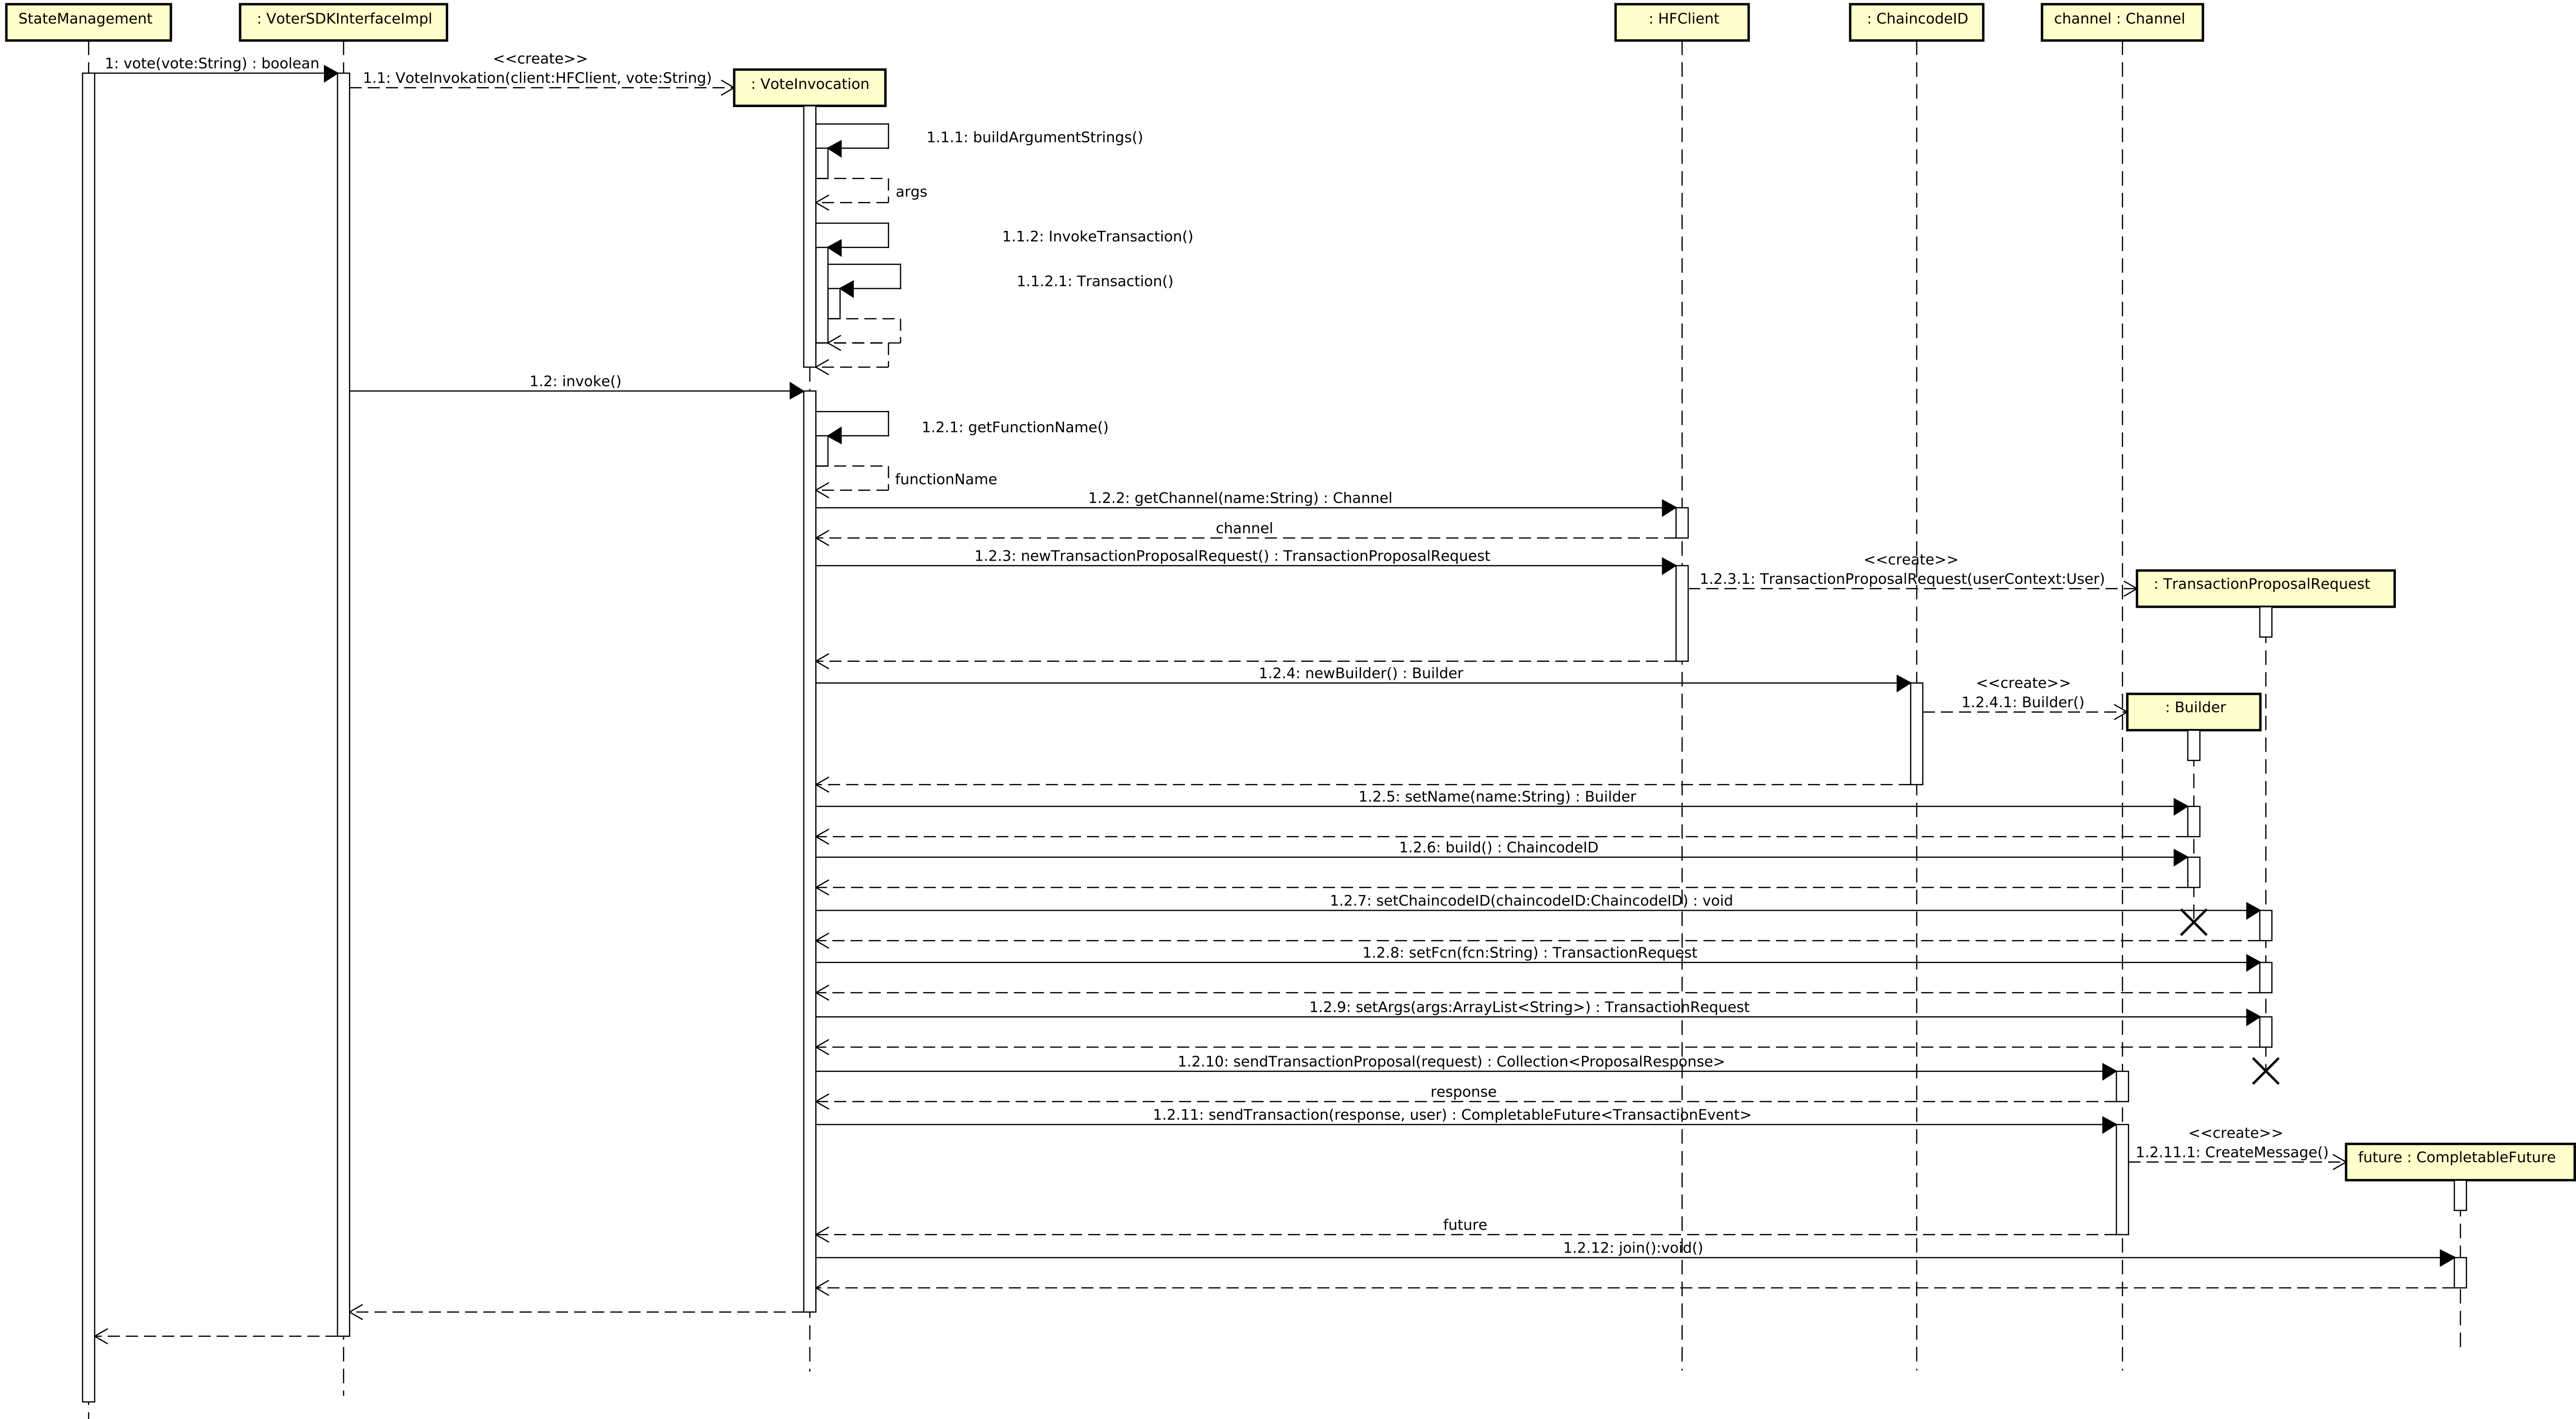 StateManagement
: VoterSDKInterfaceImpl
: HFClient
: ChaincodeID
channel : Channel
1: vote(vote:String) : boolean
<<create>>
1.1: VoteInvokation(client:HFClient, vote:String)
: VoteInvocation
1.1.1: buildArgumentStrings()
args
1.1.2: InvokeTransaction()
1.1.2.1: Transaction()
1.2: invoke()
1.2.1: getFunctionName()
functionName
1.2.2: getChannel(name:String) : Channel
channel
1.2.3: newTransactionProposalRequest() : TransactionProposalRequest
<<create>>
1.2.3.1: TransactionProposalRequest(userContext:User)
: TransactionProposalRequest
1.2.4: newBuilder() : Builder
<<create>>
1.2.4.1: Builder()
: Builder
1.2.5: setName(name:String) : Builder
1.2.6: build() : ChaincodeID
1.2.7: setChaincodeID(chaincodeID:ChaincodeID) : void
1.2.8: setFcn(fcn:String) : TransactionRequest
1.2.9: setArgs(args:ArrayList<String>) : TransactionRequest
1.2.10: sendTransactionProposal(request) : Collection<ProposalResponse>
response
1.2.11: sendTransaction(response, user) : CompletableFuture<TransactionEvent>
<<create>>
1.2.11.1: CreateMessage()
future : CompletableFuture
future
1.2.12: join():void()